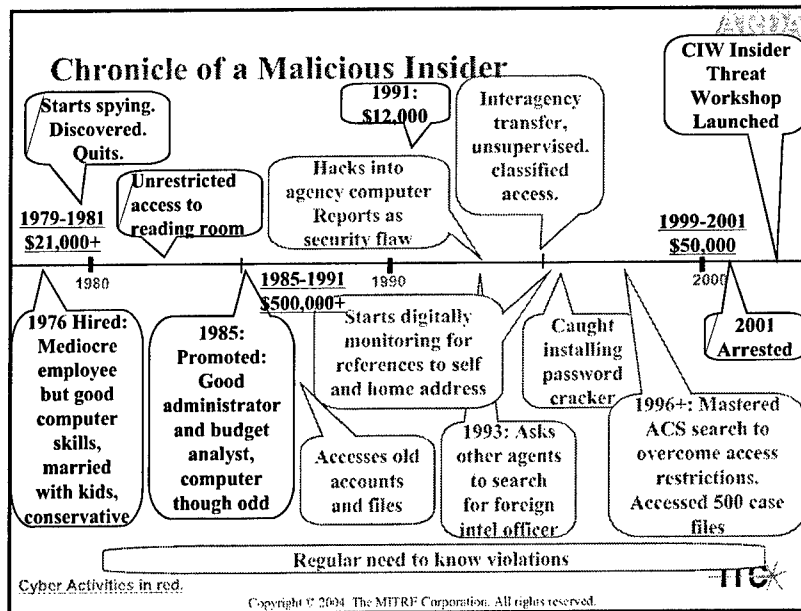 ARDA
Chronicle of a Malicious Insider
CIW Insider
Threat
Workshop
Launched
Starts spying.
Discovered.
Quits.
1991:
$12,000
Interagency
transfer,
unsupervised.
classified
access.
Unrestricted
access to
reading room
Hacks into
agency computer
Reports as
security flaw
1979-1981
$21,000+
1999-2001
$50,000
1980
1990
2000
1985-1991
$500,000+
1976 Hired:
Mediocre
employee
but good
computer
skills,
married
with kids,
conservative
1985:
Promoted:
Good
administrator
and budget
analyst,
computer
though odd
Accesses old
accounts
and files
Starts digitally
monitoring for
references to self
and home address
1993: Asks
other agents
to search
for foreign
intel officer
Caught
installing
password
cracker
1996+: Mastered
ACS search to
overcome access
restrictions.
Accessed 500 case
files
2001
Arrested
Regular need to know violations
Cyber Activities in red.
ITC
Copyright © 2004 The MITRE Corporation. All rights reserved.